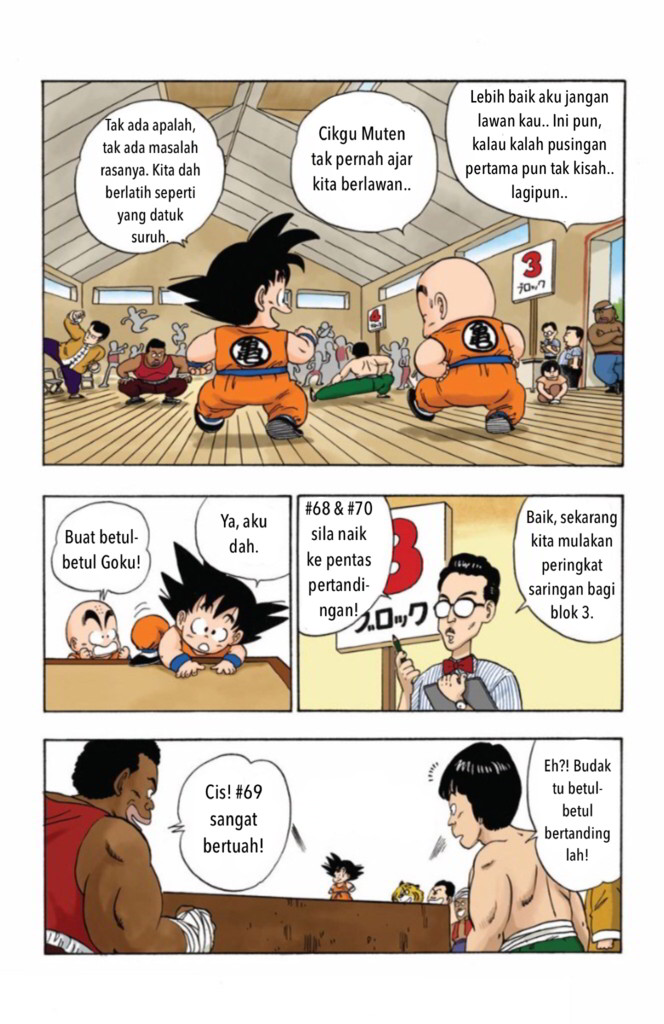 Lebih baik aku jangan
lawan kau.. Ini pun,
kalau kalah pusingan
pertama pun tak kisah..
lagipun..
Cikgu Muten
tak pernah ajar
kita berlawan..
Tak ada apalah,
tak ada masalah
rasanya. Kita dah
berlatih seperti
yang datuk
suruh.
3
ブロック
4
亀
亀
Baik, sekarang
kita mulakan
peringkat
saringan bagi
blok 3.
#68 & #70
sila naik
ke pentas
pertandi-
ngan!
3
ブロック
Ya, aku
dah.
Buat betul-
betul Goku!
Eh?! Budak
tu betul-
betul
bertanding
lah!
Cis! #69
sangat
bertuah!